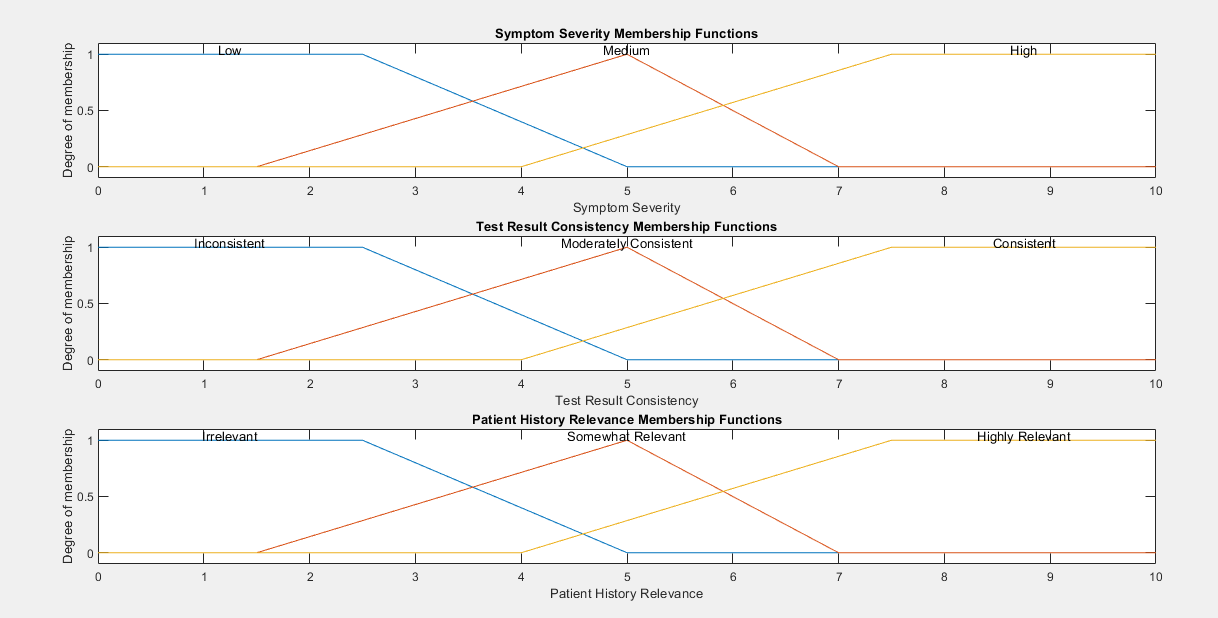 Symptom Severity Membership Functions
Low Medium High
1
0.5
0
Degree of membership
0 1 2 3 4 5 6 7 8 9 10
Symptom Severity
Test Result Consistency Membership Functions
Inconsistent Moderately Consistent Consistent
1
0.5
0
Degree of membership
0 1 2 3 4 5 6 7 8 9 10
Test Result Consistency
Patient History Relevance Membership Functions
Irrelevant Somewhat Relevant Highly Relevant
1
0.5
0
Degree of membership
0 1 2 3 4 5 6 7 8 9 10
Patient History Relevance